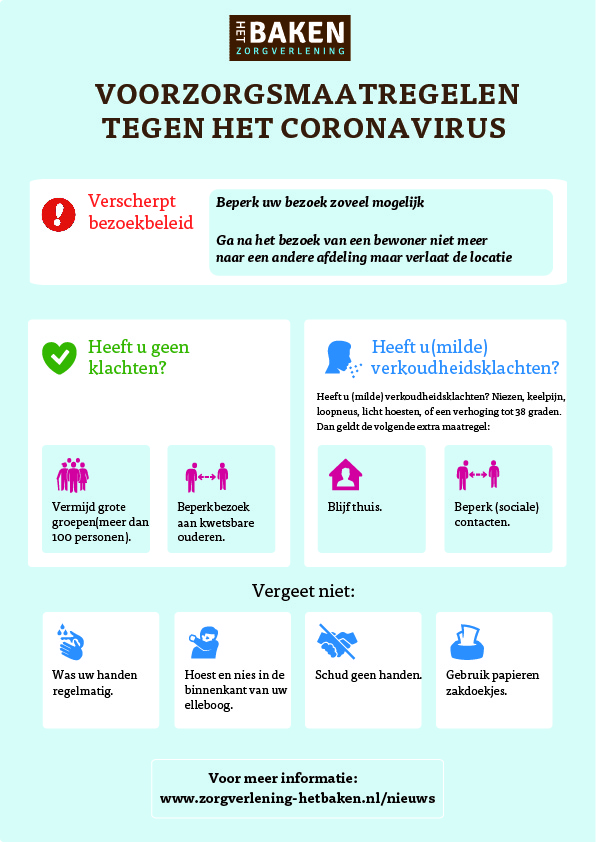 HET BAKEN
ZORGVERLENING
VOORZORGSMAATREGELEN
TEGEN HET CORONAVIRUS
Verscherpt
bezoekbeleid
Beperk uw bezoek zoveel mogelijk
Ga na het bezoek van een bewoner niet meer
naar een andere afdeling maar verlaat de locatie
Heeft u geen
klachten?
Vermijd grote
groepen(meer dan
100 personen).
Beperkbezoek
aan kwetsbare
ouderen.
Heeft u(milde)
verkoudheidsklachten?
Heeft u (milde) verkoudheidsklachten? Niezen, keelpijn,
loopneus, licht hoesten, of een verhoging tot 38 graden.
Dan geldt de volgende extra maatregel:
Blijf thuis.
Beperk (sociale)
contacten.
Vergeet niet:
Was uw handen
regelmatig.
Hoest en nies in de
binnenkant van uw
elleboog.
Schud geen handen.
Gebruik papieren
zakdoekjes.
Voor meer informatie:
www.zorgverlening-hetbaken.nl/nieuws